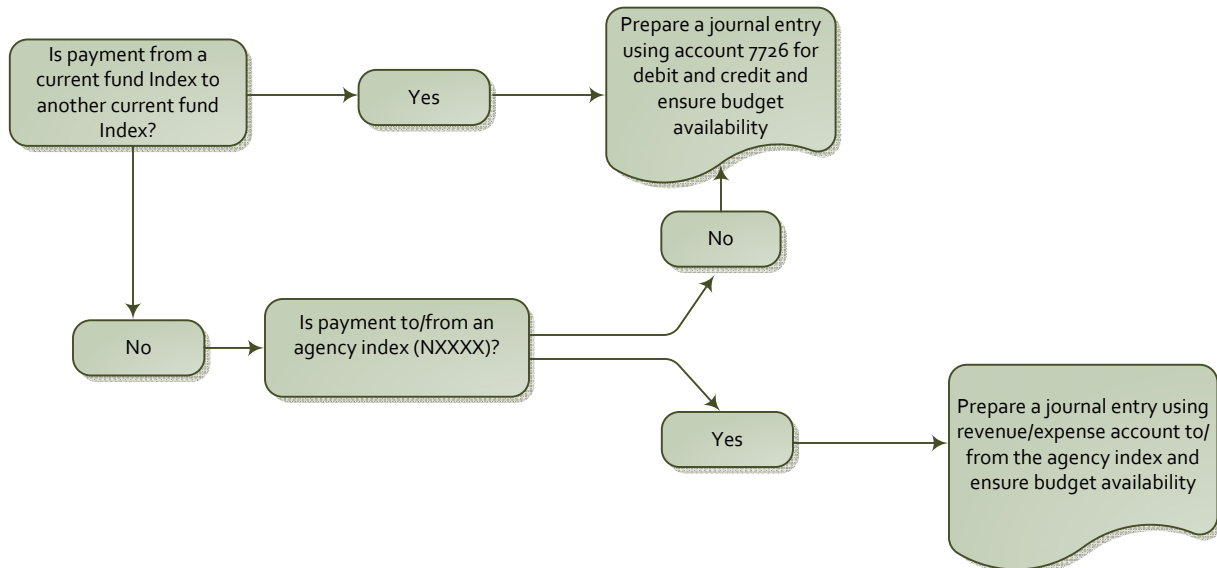 Is payment from a
current fund Index to
another current fund
Index?
Yes
Prepare a journal entry
using account 7726 for
debit and credit and
ensure budget
availability
No
No
Is payment to/from an
agency index (NXXXX)?
Yes
Prepare a journal entry using
revenue/expense account to/
from the agency index and
ensure budget availability